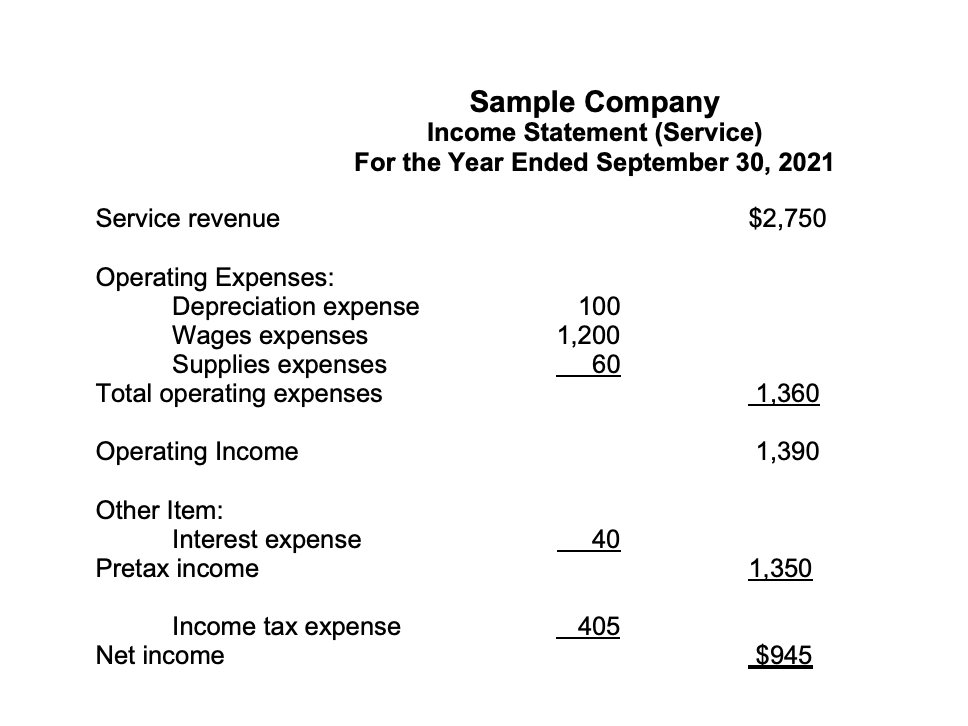 Sample Company
Income Statement (Service)
For the Year Ended September 30, 2021
Service revenue $2,750
Operating Expenses:
Depreciation expense 100
Wages expenses 1,200
Supplies expenses 60
Total operating expenses 1,360
Operating Income 1,390
Other Item:
Interest expense 40
Pretax income 1,350
Income tax expense 405
Net income $945